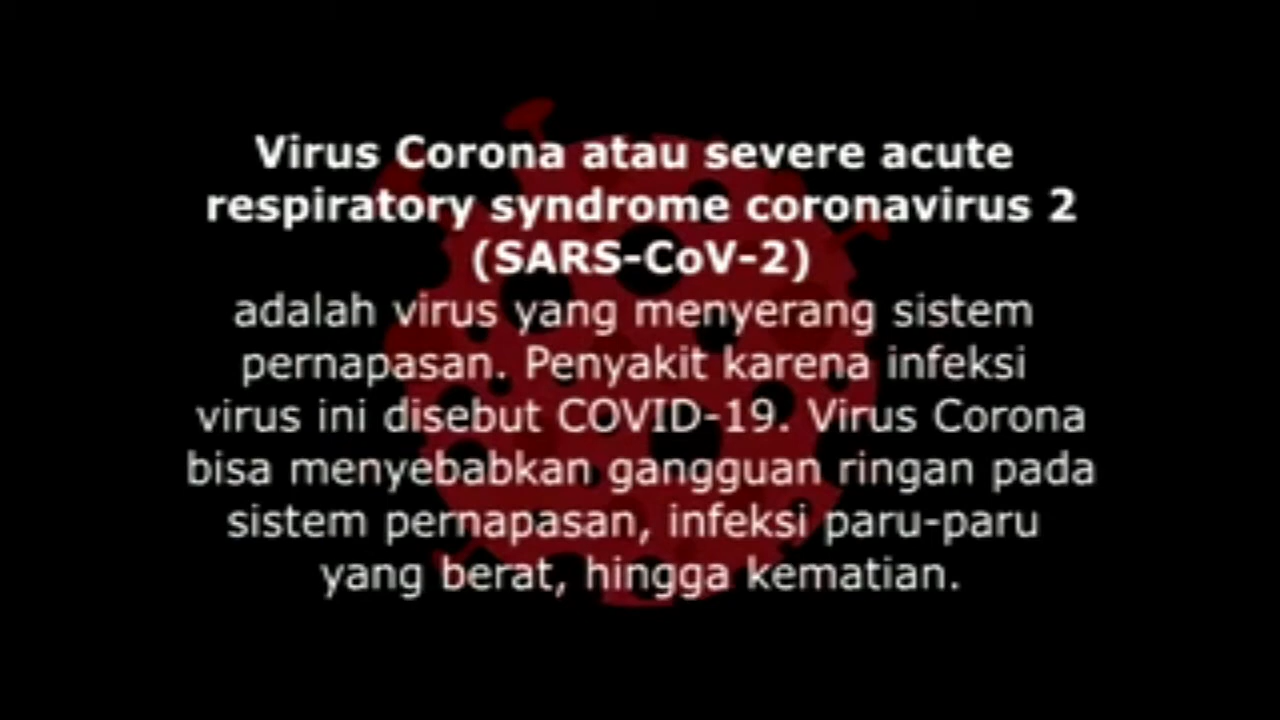 Virus Corona atau severe acute
respiratory syndrome coronavirus 2
(SARS-CoV-2)
adalah virus yang menyerang sistem
pernapasan. Penyakit karena infeksi
virus ini disebut COVID-19. Virus Corona
bisa menyebabkan gangguan ringan pada
sistem pernapasan, infeksi paru-paru
yang berat, hingga kematian.